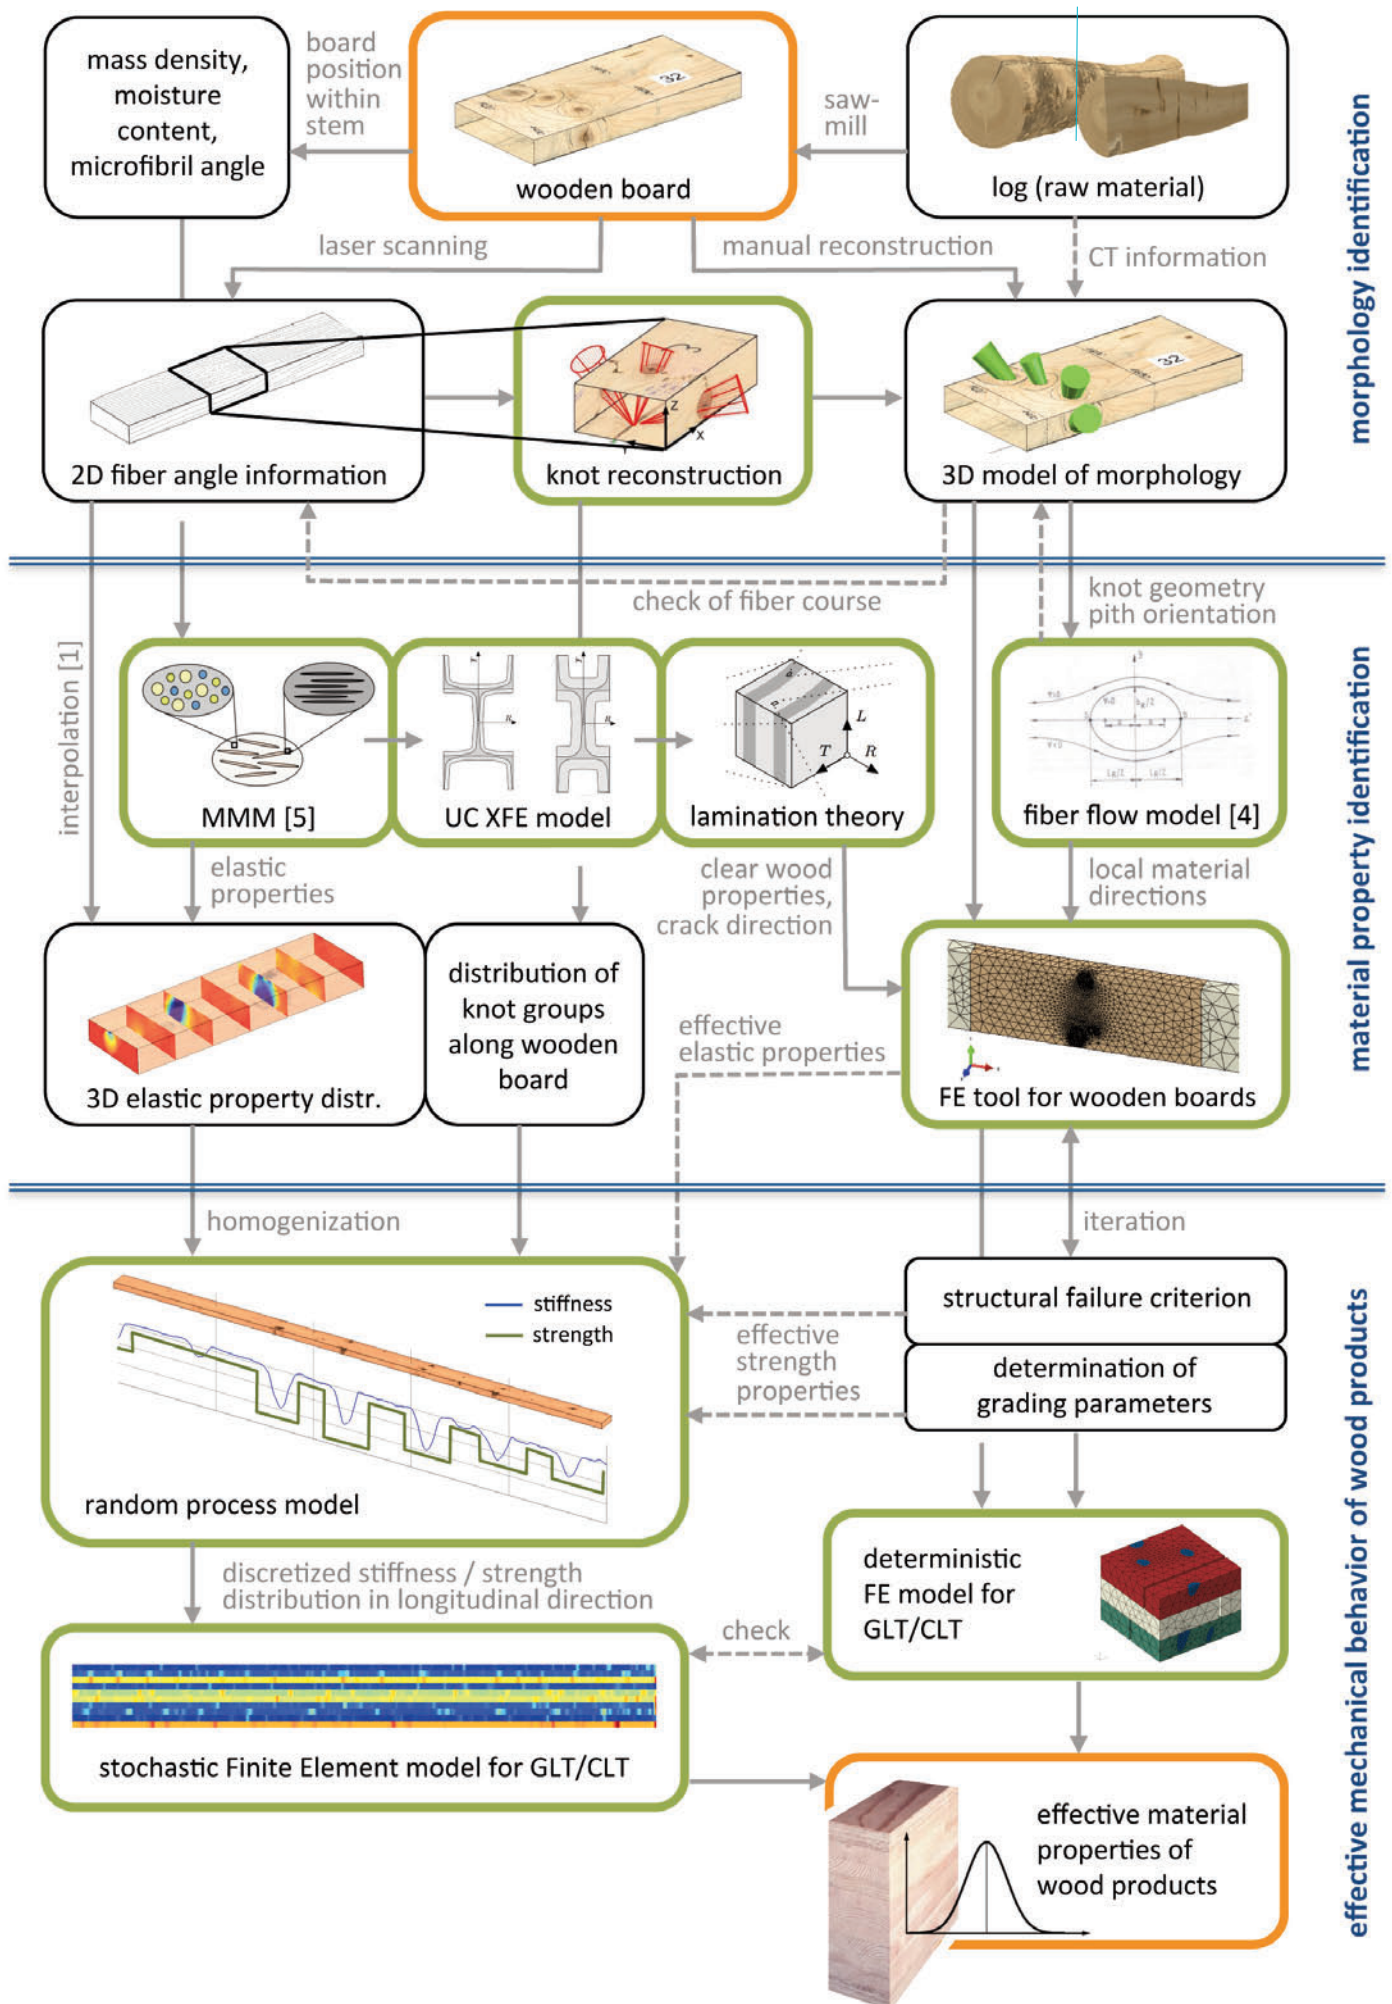 mass density,
moisture
content,
microfibril angle
board
position
within
stem
32
wooden board
saw-
mill
log (raw material)
laser scanning
manual reconstruction
CT information
2D fiber angle information
Z
X
knot reconstruction
32
3D model of morphology
morphology identification
check of fiber course
knot geometry
pith orientation
interpolation [1]
MMM [5]
T
R
T
R
UC XFE model
L
T
R
lamination theory
fiber flow model [4]
elastic
properties
clear wood
properties,
crack direction
local material
directions
3D elastic property distr.
distribution of
knot groups
along wooden
board
effective
elastic properties
FE tool for wooden boards
material property identification
homogenization
iteration
stiffness
strength
random process model
effective
strength
properties
structural failure criterion
determination of
grading parameters
discretized stiffness / strength
distribution in longitudinal direction
deterministic
FE model for
GLT/CLT
check
stochastic Finite Element model for GLT/CLT
effective material
properties of
wood products
effective mechanical behavior of wood products